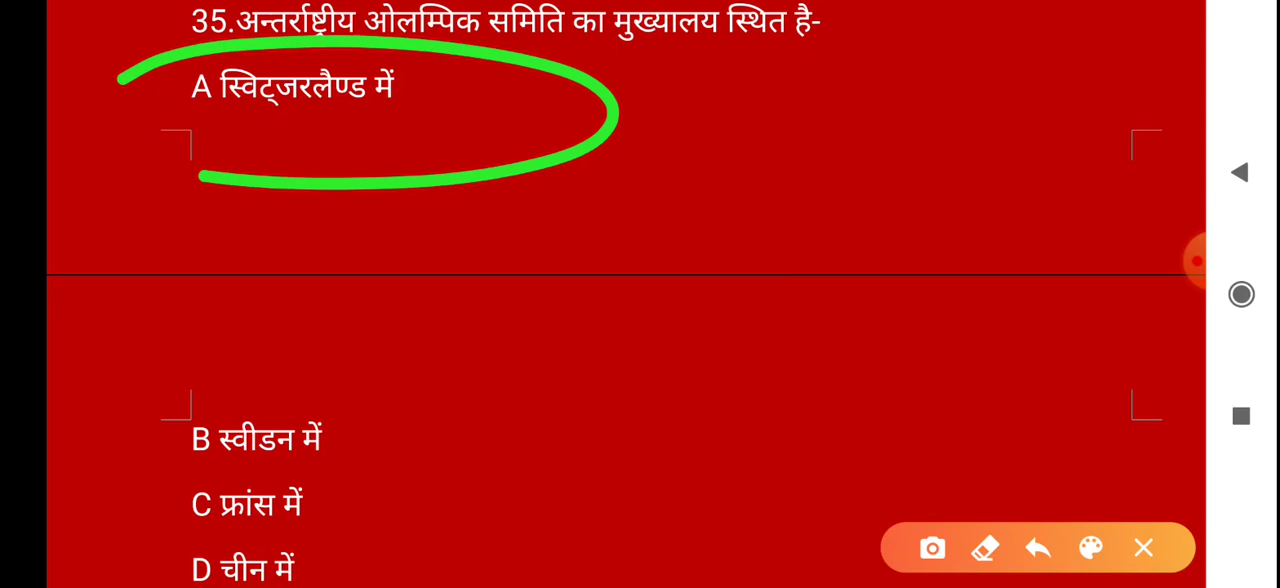 35.अन्तर्राष्ट्रीय ओलम्पिक समिति का मुख्यालय स्थित है-
A स्विट्जरलैण्ड में
B स्वीडन में
C फ्रांस में
D चीन में